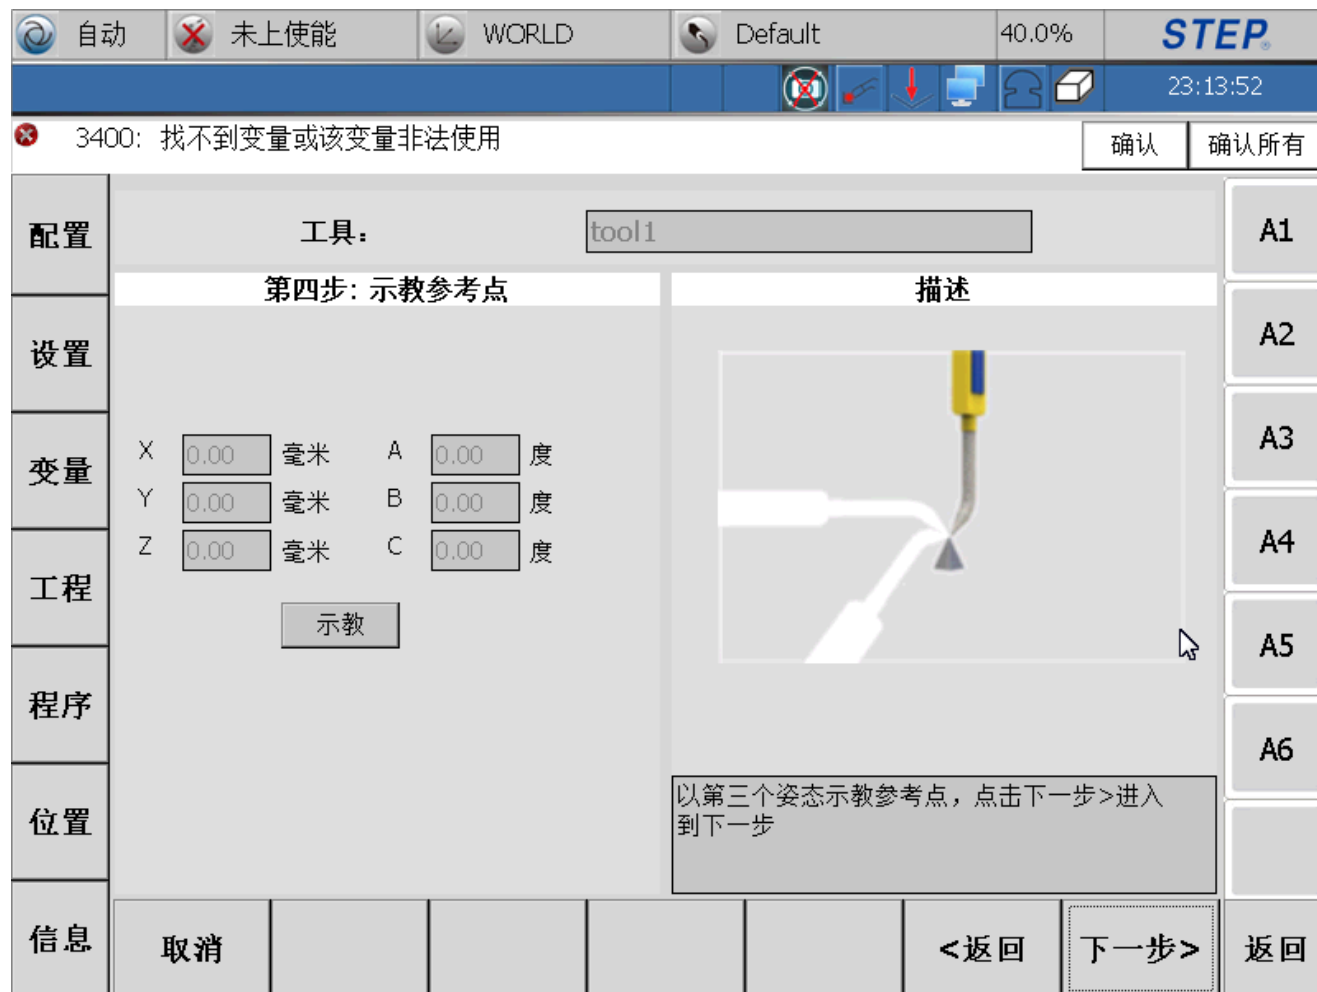 自动
未上使能
WORLD
Default
40.0%
STEP®
23:13:52
3400: 找不到变量或该变量非法使用
确认
确认所有
配置
设置
变量
工程
程序
位置
信息
工具:
tool1
第四步: 示教参考点
X 0.00 毫米 A 0.00 度
Y 0.00 毫米 B 0.00 度
Z 0.00 毫米 C 0.00 度
示教
描述
以第三个姿态示教参考点，点击下一步>进入
到下一步
A1
A2
A3
A4
A5
A6
取消
<返回
下一步>
返回